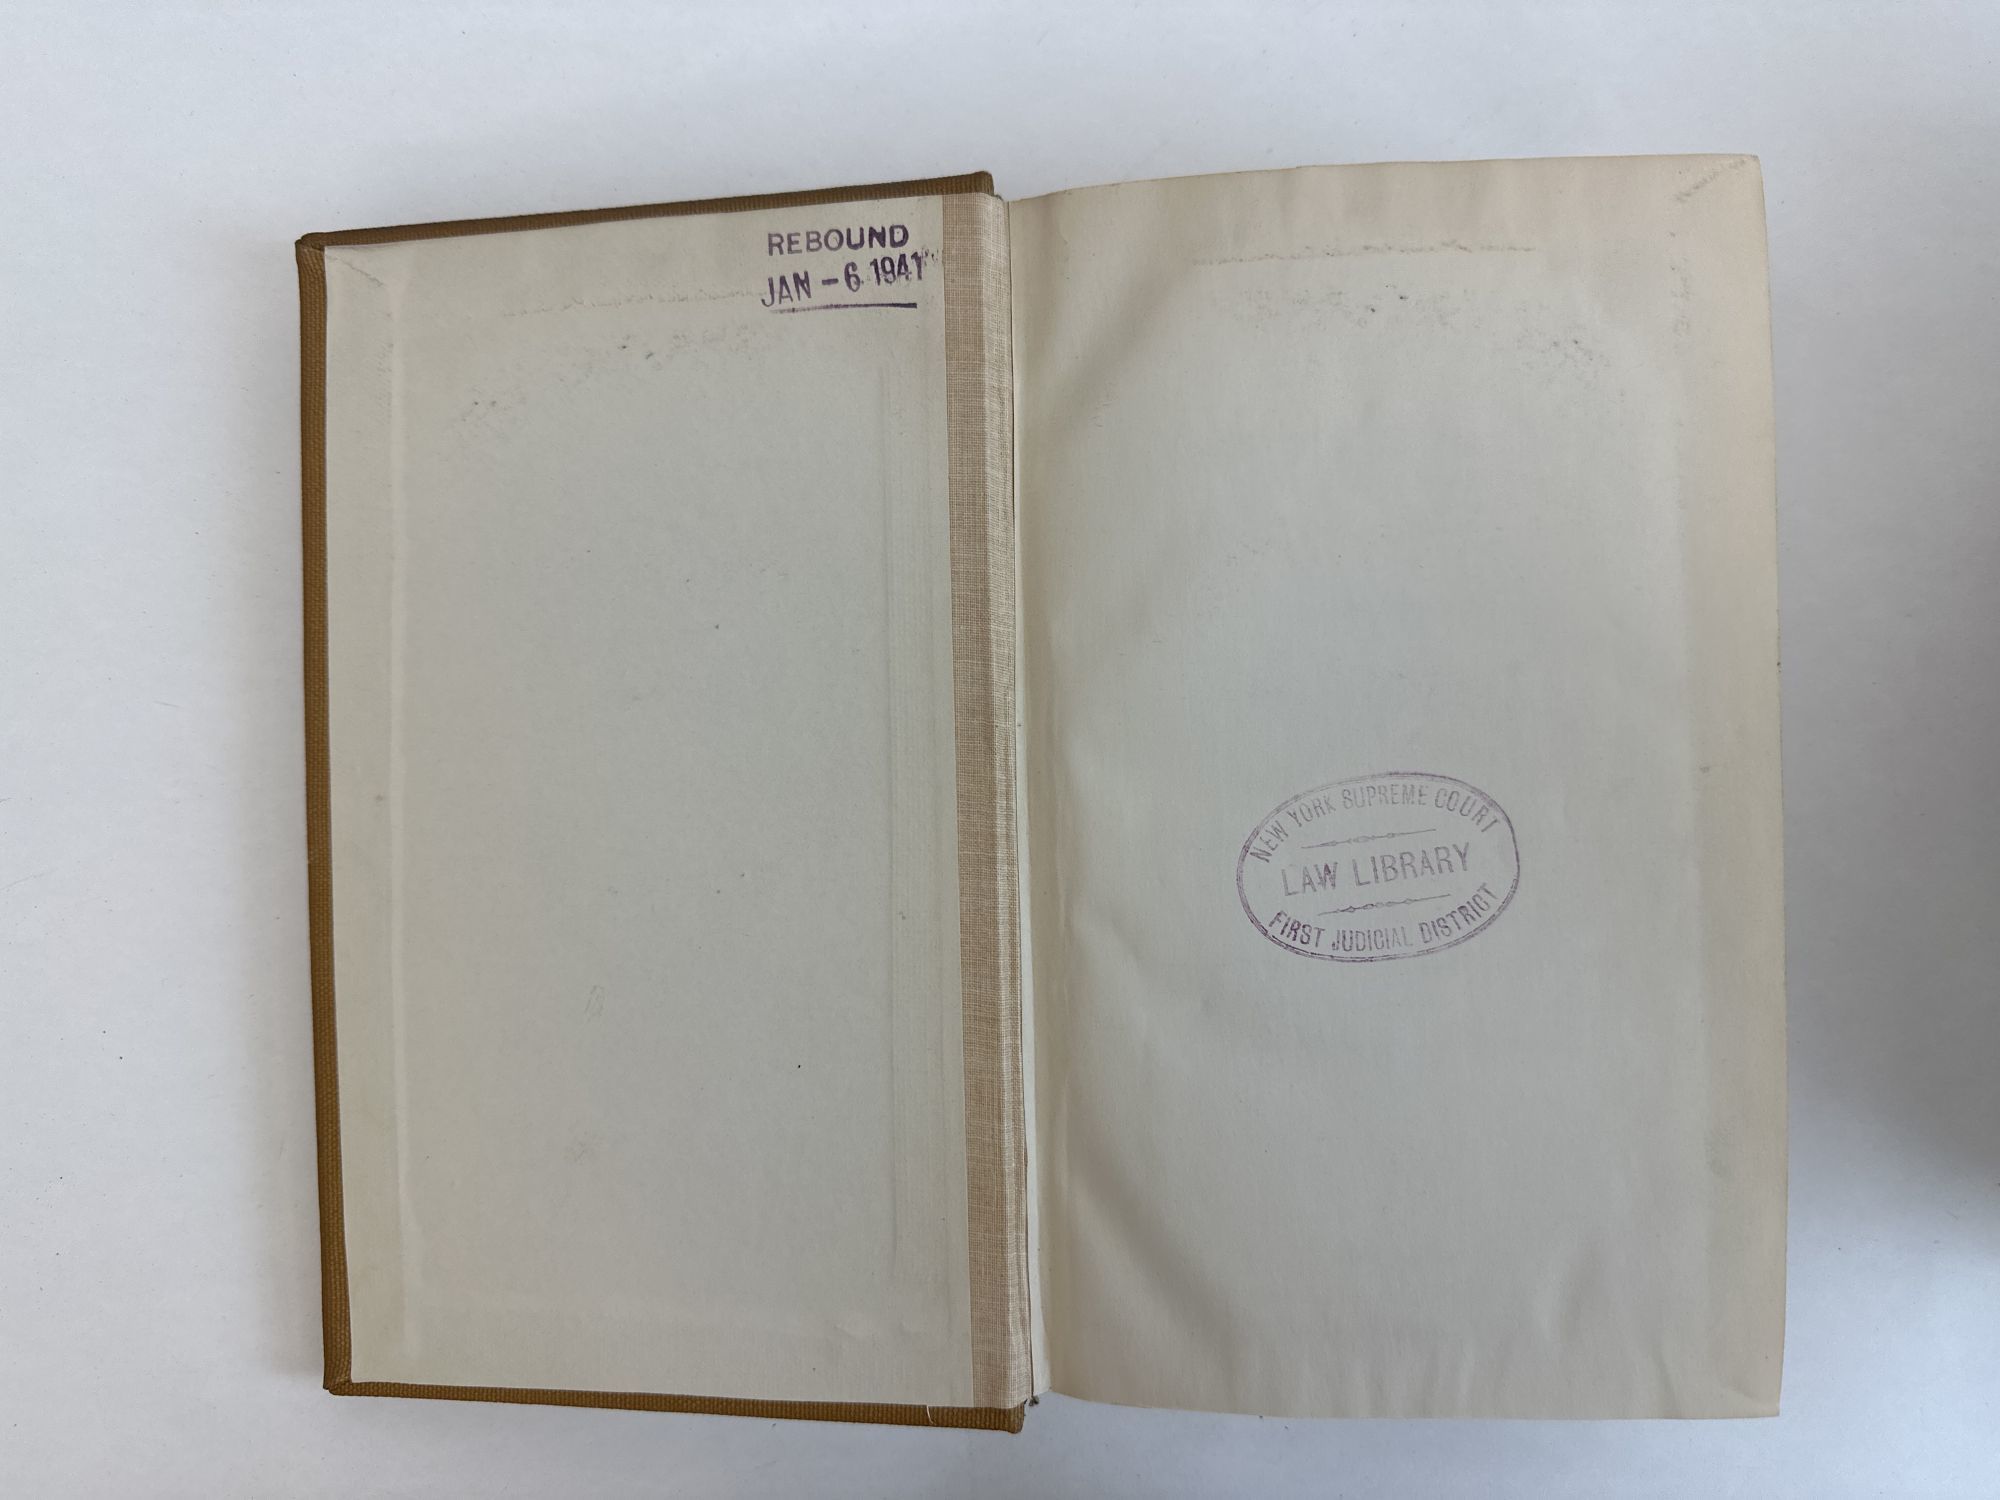 REBOUND
JAN - 6 1941
NEW YORK SUPREME COURT
LAW LIBRARY
FIRST JUDICIAL DISTRICT